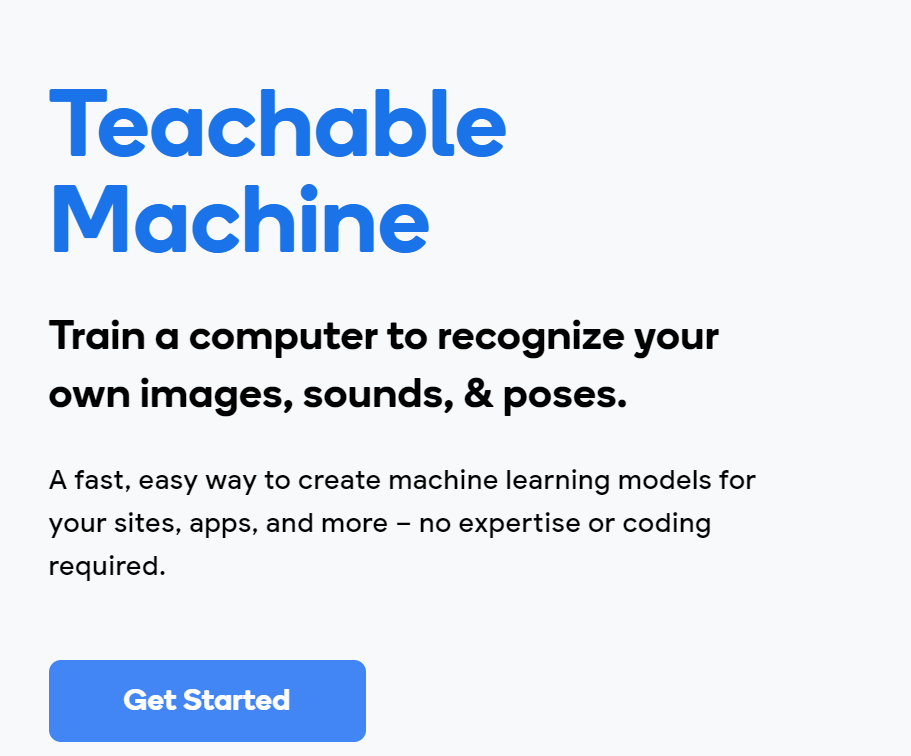 Teachable
Machine
Train a computer to recognize your
own images, sounds, & poses.
A fast, easy way to create machine learning models for
your sites, apps, and more – no expertise or coding
required.
Get Started